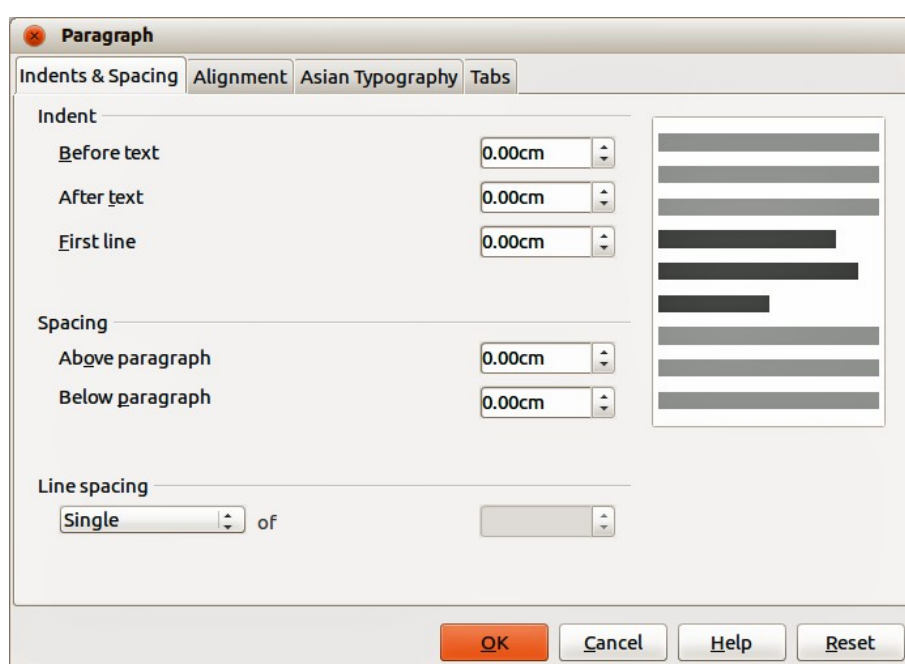 Paragraph
Indents & Spacing Alignment Asian Typography Tabs
Indent
Before text 0.00cm
After text 0.00cm
First line 0.00cm
Spacing
Above paragraph 0.00cm
Below paragraph 0.00cm
Line spacing
Single of
OK Cancel Help Reset